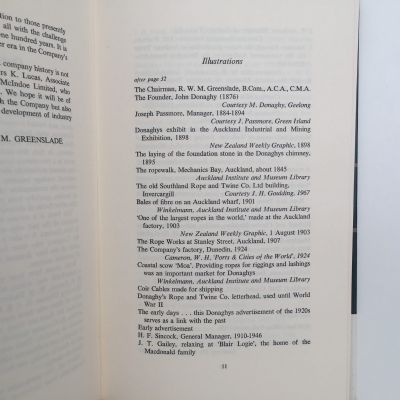 tion to those presently
all with the challenge
one hundred years. It is
er era in the Company's
company history is not
rs K. Lucas, Associate
McIndoe Limited, who
. We hope it will be of
h the Company but also
development of industry
M. GREENSLADE
Illustrations
after page 32
The Chairman, R. W. M. Greenslade, B.Com., A.C.A., C.M.A.
The Founder, John Donaghy (1876)
Courtesy M. Donaghy, Geelong
Joseph Passmore, Manager, 1884-1894
Courtesy J. Passmore, Green Island
Donaghys exhibit in the Auckland Industrial and Mining
Exhibition, 1898
New Zealand Weekly Graphic, 1898
The laying of the foundation stone in the Donaghys chimney,
1895
The ropewalk, Mechanics Bay, Auckland, about 1845
Auckland Institute and Museum Library
The old Southland Rope and Twine Co. Ltd building,
Invercargill
Courtesy J. H. Goulding, 1967
Bales of fibre on an Auckland wharf, 1901
Winkelmann, Auckland Institute and Museum Library
'One of the largest ropes in the world,' made at the Auckland
factory, 1903
New Zealand Weekly Graphic, 1 August 1903
The Rope Works at Stanley Street, Auckland, 1907
The Company's factory, Dunedin, 1924
Cameron, W. H. 'Ports & Cities of the World', 1924
Coastal scow 'Moa'. Providing ropes for riggings and lashings
was an important market for Donaghys
Winkelmann, Auckland Institute and Museum Library
Coir Cables made for shipping
Donaghy's Rope and Twine Co. letterhead, used until World
War II
The early days . . . this Donaghys advertisement of the 1920s
serves as a link with the past
Early advertisement
H. F. Sincock, General Manager, 1910-1946
J. T. Gailey, relaxing at 'Blair Logie', the home of the
Macdonald family
11